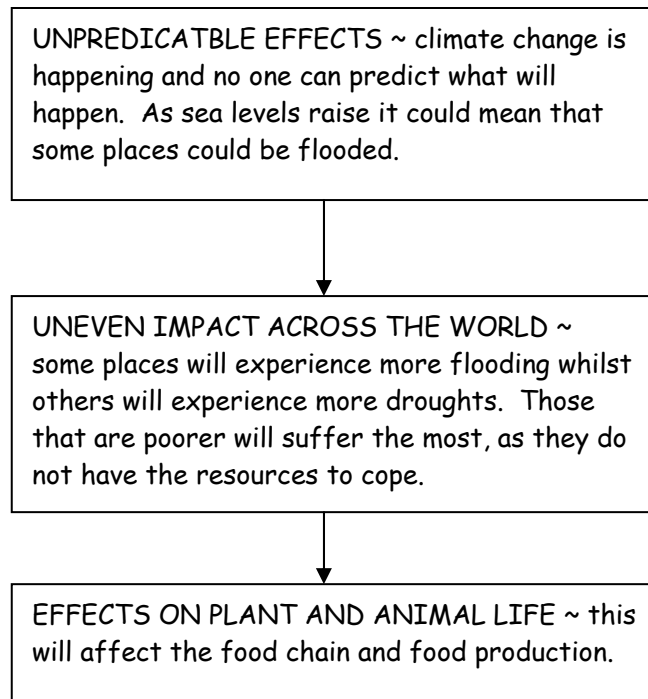 UNPREDICATBLE EFFECTS ~ climate change is
happening and no one can predict what will
happen.  As sea levels raise it could mean that
some places could be flooded.
UNEVEN IMPACT ACROSS THE WORLD ~
some places will experience more flooding whilst
others will experience more droughts.  Those
that are poorer will suffer the most, as they do
not have the resources to cope.
EFFECTS ON PLANT AND ANIMAL LIFE ~ this
will affect the food chain and food production.